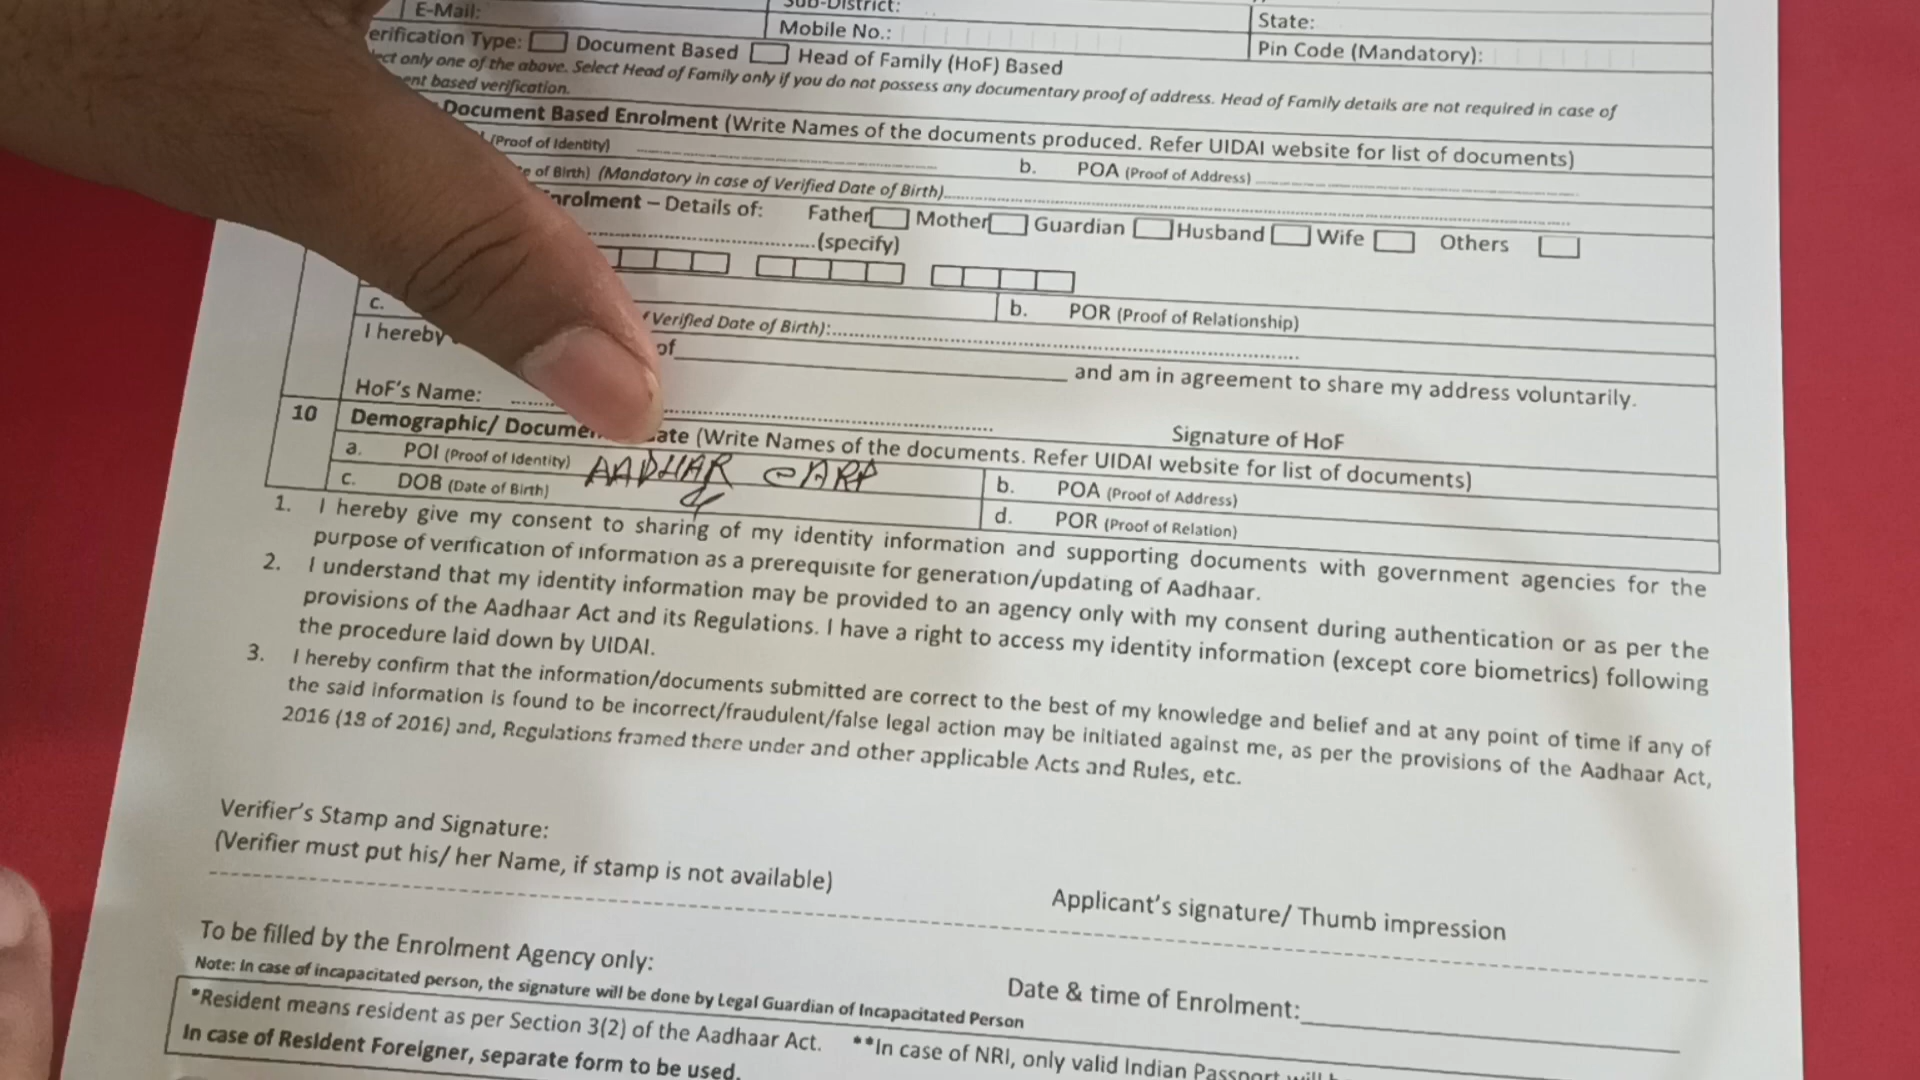 E-Mail:
Sub-District:
State:
Mobile No.:
Pin Code (Mandatory):
erification Type: Document Based Head of Family (HoF) Based
ect only one of the above. Select Head of Family only if you do not possess any documentary proof of address. Head of Family details are not required in case of
ent based verification.
Document Based Enrolment (Write Names of the documents produced. Refer UIDAI website for list of documents)
(Proof of Identity)
b. POA (Proof of Address)
e of Birth) (Mandatory in case of Verified Date of Birth)
nrolment – Details of: Father Mother Guardian Husband Wife Others
(specify)
b. POR (Proof of Relationship)
c. Verified Date of Birth):
I hereby of and am in agreement to share my address voluntarily.
HoF's Name:
Signature of HoF
10 Demographic/ Documen ate (Write Names of the documents. Refer UIDAI website for list of documents)
a. POI (Proof of Identity) AADHAR
b. POA (Proof of Address)
c. DOB (Date of Birth)
d. POR (Proof of Relation)
1. I hereby give my consent to sharing of my identity information and supporting documents with government agencies for the
purpose of verification of information as a prerequisite for generation/updating of Aadhaar.
2. I understand that my identity information may be provided to an agency only with my consent during authentication or as per the
provisions of the Aadhaar Act and its Regulations. I have a right to access my identity information (except core biometrics) following
the procedure laid down by UIDAI.
3. I hereby confirm that the information/documents submitted are correct to the best of my knowledge and belief and at any point of time if any of
the said information is found to be incorrect/fraudulent/false legal action may be initiated against me, as per the provisions of the Aadhaar Act,
2016 (18 of 2016) and, Regulations framed there under and other applicable Acts and Rules, etc.
Verifier's Stamp and Signature:
(Verifier must put his/ her Name, if stamp is not available)
Applicant's signature/ Thumb impression
To be filled by the Enrolment Agency only:
Date & time of Enrolment:
Note: In case of incapacitated person, the signature will be done by Legal Guardian of Incapacitated Person
*Resident means resident as per Section 3(2) of the Aadhaar Act. **In case of NRI, only valid Indian Passport will
In case of Resident Foreigner, separate form to be used.